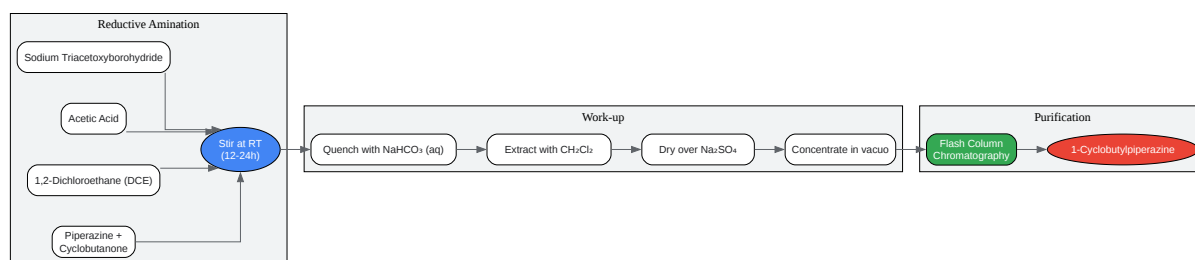 Reductive Amination
Sodium Triacetoxyborohydride
Acetic Acid
1,2-Dichloroethane (DCE)
Piperazine +
Cyclobutanone
Stir at RT
(12-24h)
Work-up
Quench with NaHCO₃ (aq)
Extract with CH₂Cl₂
Dry over Na₂SO₄
Concentrate in vacuo
Purification
Flash Column
Chromatography
1-Cyclobutylpiperazine